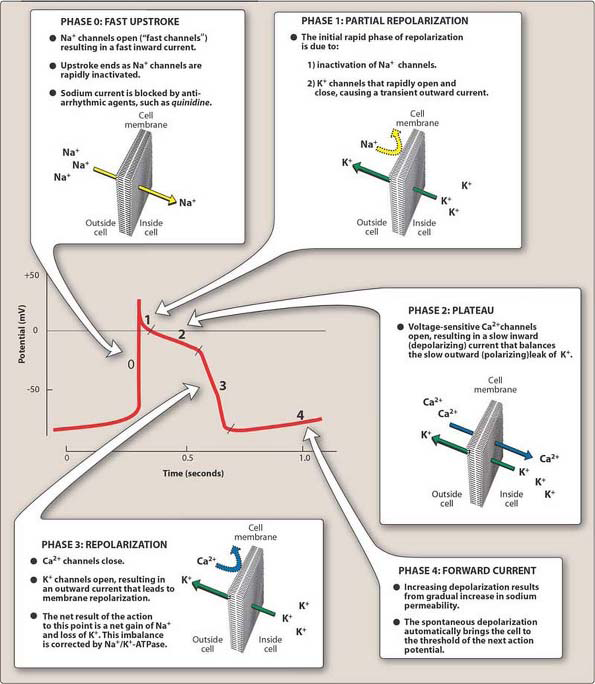 PHASE 0: FAST UPSTROKE
● Na⁺ channels open (“fast channels”)
resulting in a fast inward current.
● Upstroke ends as Na⁺ channels are
rapidly inactivated.
● Sodium current is blocked by anti-
arrhythmic agents, such as quinidine.
Cell
membrane
Na⁺
Na⁺
Na⁺
Na⁺
Outside
cell
Inside
cell
PHASE 1: PARTIAL REPOLARIZATION
● The initial rapid phase of repolarization
is due to:
1) inactivation of Na⁺ channels.
2) K⁺ channels that rapidly open and
close, causing a transient outward current.
Cell
membrane
Na⁺
K⁺
K⁺
K⁺
K⁺
Outside
cell
Inside
cell
+50
0
-50
Potential (mV)
0
1
2
3
4
0
0.5
1.0
Time (seconds)
PHASE 2: PLATEAU
● Voltage-sensitive Ca²⁺channels
open, resulting in a slow inward
(depolarizing) current that balances
the slow outward (polarizing)leak of K⁺.
Cell
membrane
Ca²⁺
Ca²⁺
K⁺
Ca²⁺
K⁺
K⁺
K⁺
Outside
cell
Inside
cell
PHASE 3: REPOLARIZATION
● Ca²⁺ channels close.
● K⁺ channels open, resulting in
an outward current that leads to
membrane repolarization.
● The net result of the action
to this point is a net gain of Na⁺
and loss of K⁺. This imbalance
is corrected by Na⁺/K⁺-ATPase.
Cell
membrane
Ca²⁺
K⁺
K⁺
K⁺
K⁺
Outside
cell
Inside
cell
PHASE 4: FORWARD CURRENT
● Increasing depolarization results
from gradual increase in sodium
permeability.
● The spontaneous depolarization
automatically brings the cell to
the threshold of the next action
potential.